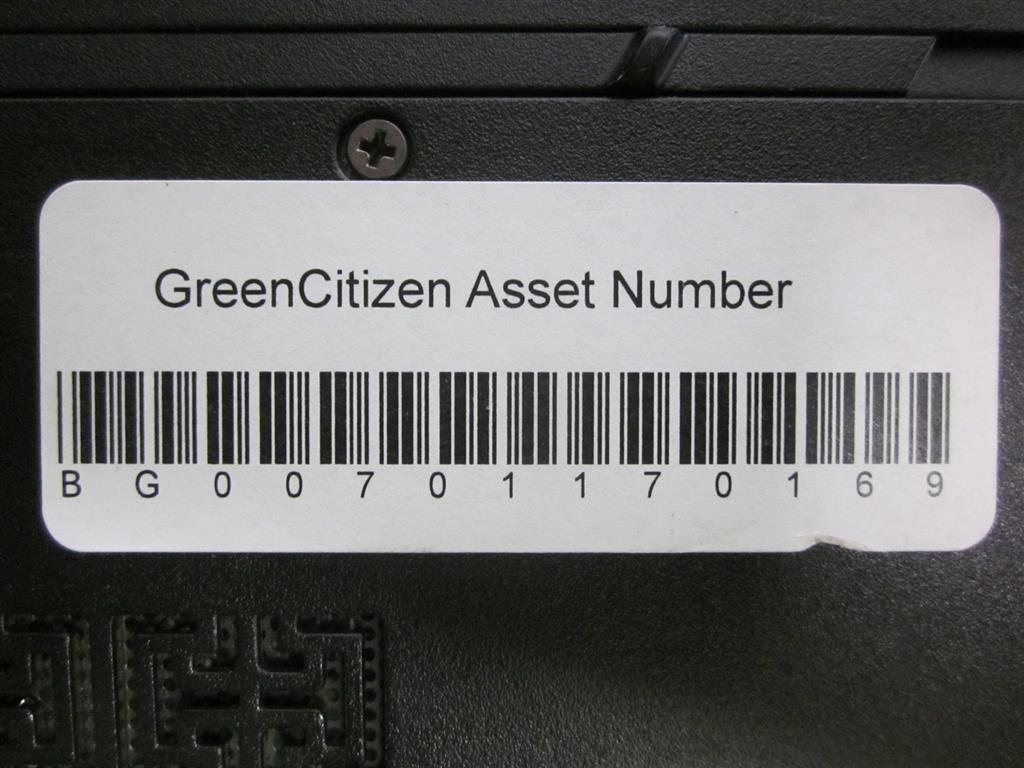 GreenCitizen Asset Number
B G 0 0 7 0 1 1 7 0 1 6 9